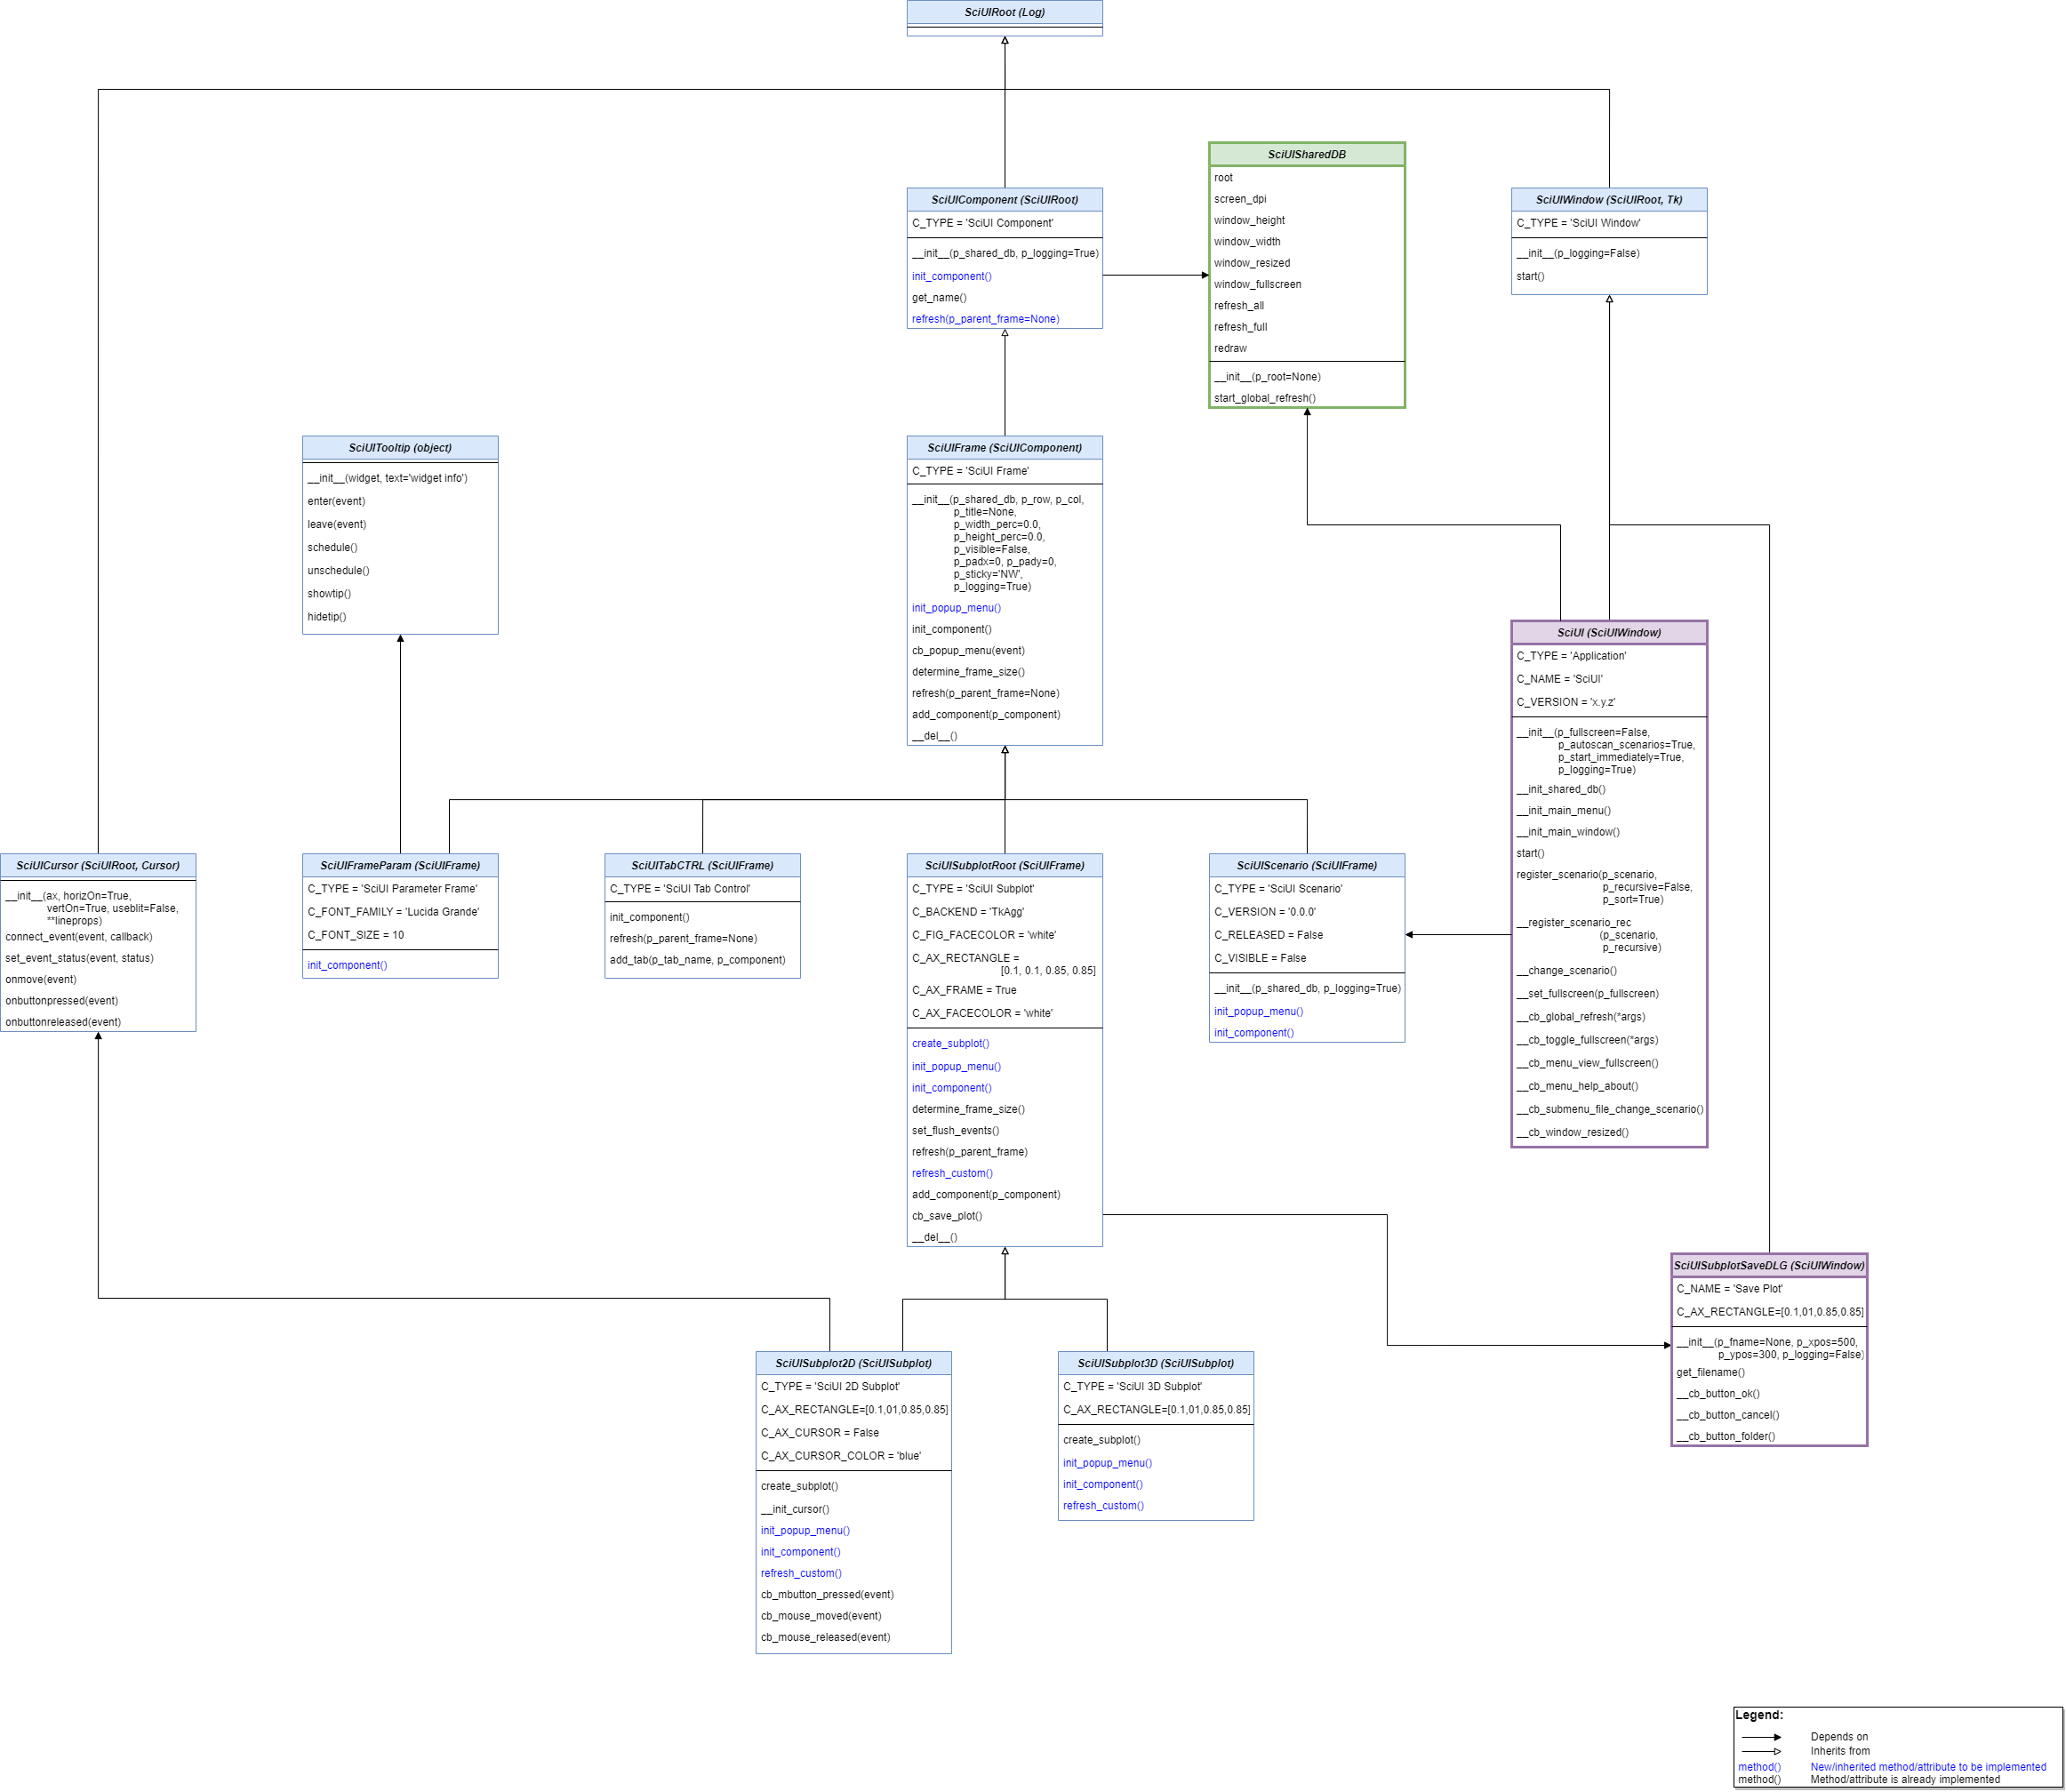 SciUIRoot (Log)
SciUISharedDB
root
screen_dpi
window_height
window_width
window_resized
window_fullscreen
refresh_all
refresh_full
redraw
__init__(p_root=None)
start_global_refresh()
SciUIComponent (SciUIRoot)
C_TYPE = 'SciUI Component'
__init__(p_shared_db, p_logging=True)
init_component()
get_name()
refresh(p_parent_frame=None)
SciUIWindow (SciUIRoot, Tk)
C_TYPE = 'SciUI Window'
__init__(p_logging=False)
start()
SciUITooltip (object)
__init__(widget, text='widget info')
enter(event)
leave(event)
schedule()
unschedule()
showtip()
hidetip()
SciUIFrame (SciUIComponent)
C_TYPE = 'SciUI Frame'
__init__(p_shared_db, p_row, p_col,
p_title=None,
p_width_perc=0.0,
p_height_perc=0.0,
p_visible=False,
p_padx=0, p_pady=0,
p_sticky='NW',
p_logging=True)
init_popup_menu()
init_component()
cb_popup_menu(event)
determine_frame_size()
refresh(p_parent_frame=None)
add_component(p_component)
__del__()
SciUI (SciUIWindow)
C_TYPE = 'Application'
C_NAME = 'SciUI'
C_VERSION = 'x.y.z'
__init__(p_fullscreen=False,
p_autoscan_scenarios=True,
p_start_immediately=True,
p_logging=True)
__init_shared_db()
__init_main_menu()
__init_main_window()
start()
register_scenario(p_scenario,
p_recursive=False,
p_sort=True)
__register_scenario_rec
(p_scenario,
p_recursive)
__change_scenario()
__set_fullscreen(p_fullscreen)
__cb_global_refresh(*args)
__cb_toggle_fullscreen(*args)
__cb_menu_view_fullscreen()
__cb_menu_help_about()
__cb_submenu_file_change_scenario()
__cb_window_resized()
SciUICursor (SciUIRoot, Cursor)
__init__(ax, horizOn=True,
vertOn=True, useblit=False,
**lineprops)
connect_event(event, callback)
set_event_status(event, status)
onmove(event)
onbuttonpressed(event)
onbuttonreleased(event)
SciUIFrameParam (SciUIFrame)
C_TYPE = 'SciUI Parameter Frame'
C_FONT_FAMILY = 'Lucida Grande'
C_FONT_SIZE = 10
init_component()
SciUITabCTRL (SciUIFrame)
C_TYPE = 'SciUI Tab Control'
init_component()
refresh(p_parent_frame=None)
add_tab(p_tab_name, p_component)
SciUISubplotRoot (SciUIFrame)
C_TYPE = 'SciUI Subplot'
C_BACKEND = 'TkAgg'
C_FIG_FACECOLOR = 'white'
C_AX_RECTANGLE =
[0.1, 0.1, 0.85, 0.85]
C_AX_FRAME = True
C_AX_FACECOLOR = 'white'
create_subplot()
init_popup_menu()
init_component()
determine_frame_size()
set_flush_events()
refresh(p_parent_frame)
refresh_custom()
add_component(p_component)
cb_save_plot()
__del__()
SciUIScenario (SciUIFrame)
C_TYPE = 'SciUI Scenario'
C_VERSION = '0.0.0'
C_RELEASED = False
C_VISIBLE = False
__init__(p_shared_db, p_logging=True)
init_popup_menu()
init_component()
SciUISubplotSaveDLG (SciUIWindow)
C_NAME = 'Save Plot'
C_AX_RECTANGLE=[0.1,01,0.85,0.85]
__init__(p_fname=None, p_xpos=500,
p_ypos=300, p_logging=False)
get_filename()
__cb_button_ok()
__cb_button_cancel()
__cb_button_folder()
SciUISubplot2D (SciUISubplot)
C_TYPE = 'SciUI 2D Subplot'
C_AX_RECTANGLE=[0.1,01,0.85,0.85]
C_AX_CURSOR = False
C_AX_CURSOR_COLOR = 'blue'
create_subplot()
__init_cursor()
init_popup_menu()
init_component()
refresh_custom()
cb_mbutton_pressed(event)
cb_mouse_moved(event)
cb_mouse_released(event)
SciUISubplot3D (SciUISubplot)
C_TYPE = 'SciUI 3D Subplot'
C_AX_RECTANGLE=[0.1,01,0.85,0.85]
create_subplot()
init_popup_menu()
init_component()
refresh_custom()
Legend:
Depends on
Inherits from
method() New/inherited method/attribute to be implemented
method() Method/attribute is already implemented